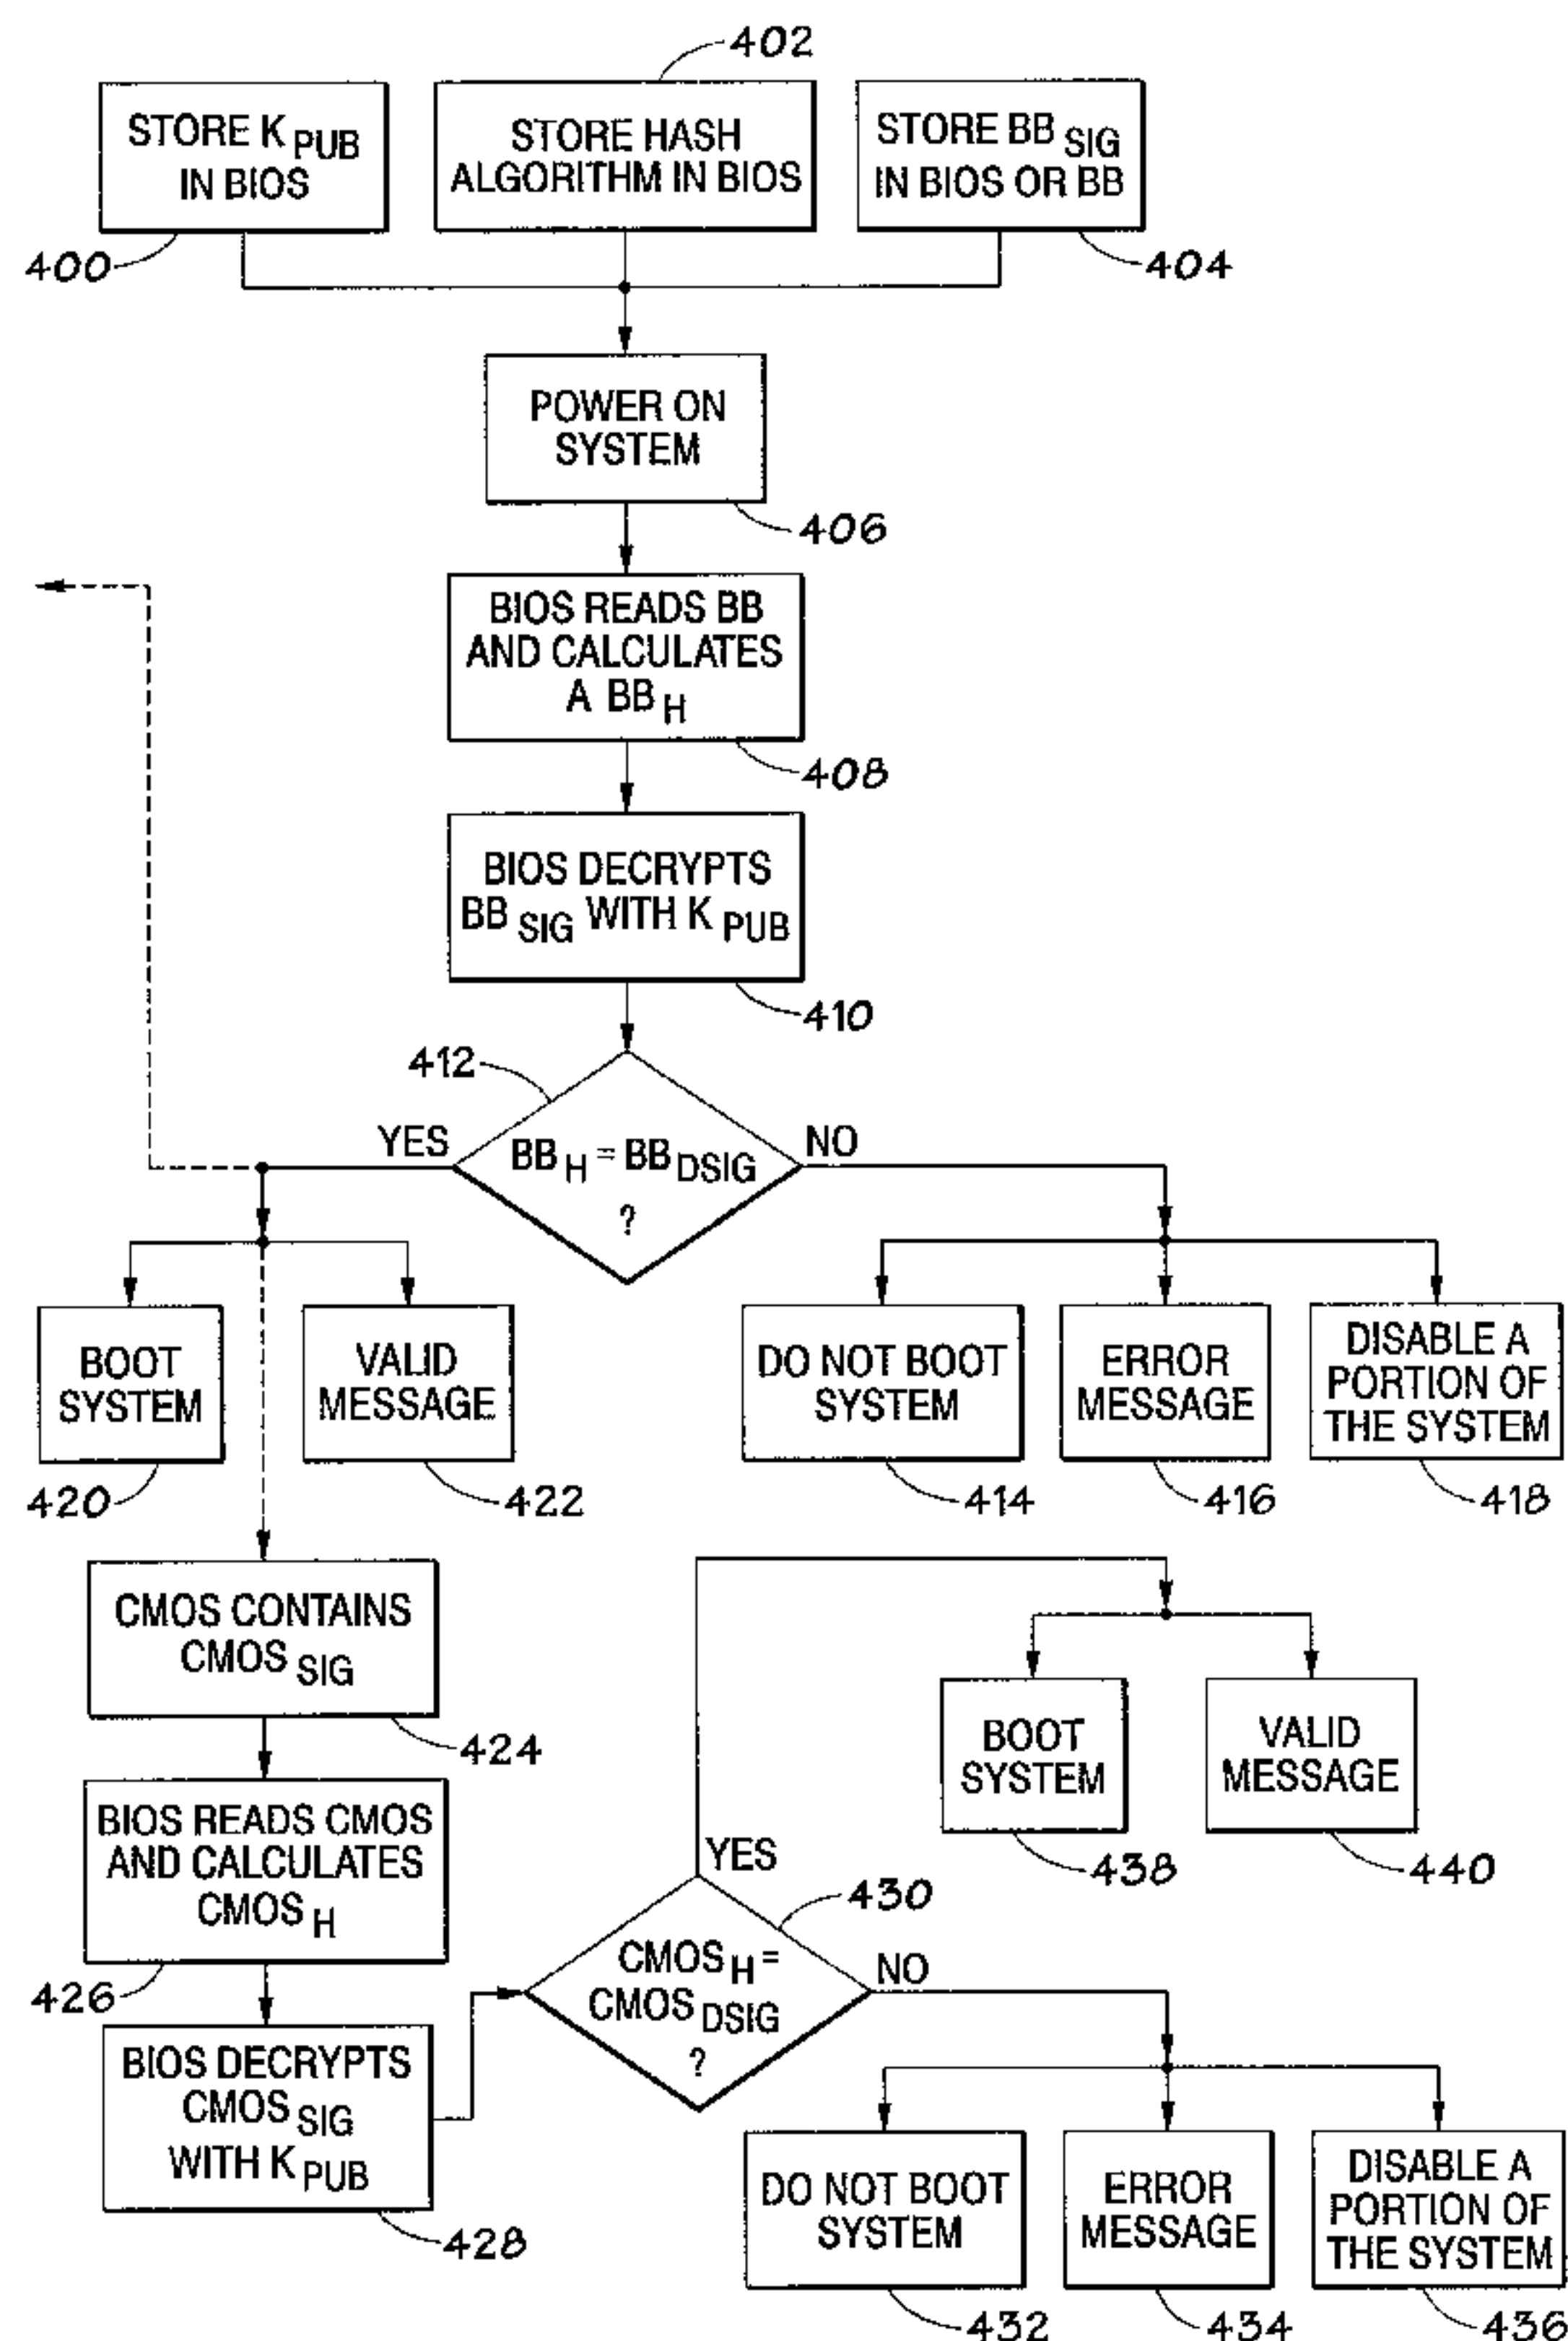 402
STORE K PUB
IN BIOS
STORE HASH
ALGORITHM IN BIOS
STORE BB SIG
IN BIOS OR BB
400
404
POWER ON
SYSTEM
406
BIOS READS BB
AND CALCULATES
A BB H
408
BIOS DECRYPTS
BB SIG WITH K PUB
410
412
YES
BB H = BB DSIG
?
NO
BOOT
SYSTEM
VALID
MESSAGE
DO NOT BOOT
SYSTEM
ERROR
MESSAGE
DISABLE A
PORTION OF
THE SYSTEM
420
422
414
416
418
CMOS CONTAINS
CMOS SIG
424
BOOT
SYSTEM
VALID
MESSAGE
438
440
BIOS READS CMOS
AND CALCULATES
CMOS H
426
YES
430
CMOS H =
CMOS DSIG
?
NO
BIOS DECRYPTS
CMOS SIG
WITH K PUB
428
DO NOT BOOT
SYSTEM
ERROR
MESSAGE
DISABLE A
PORTION OF
THE SYSTEM
432
434
436